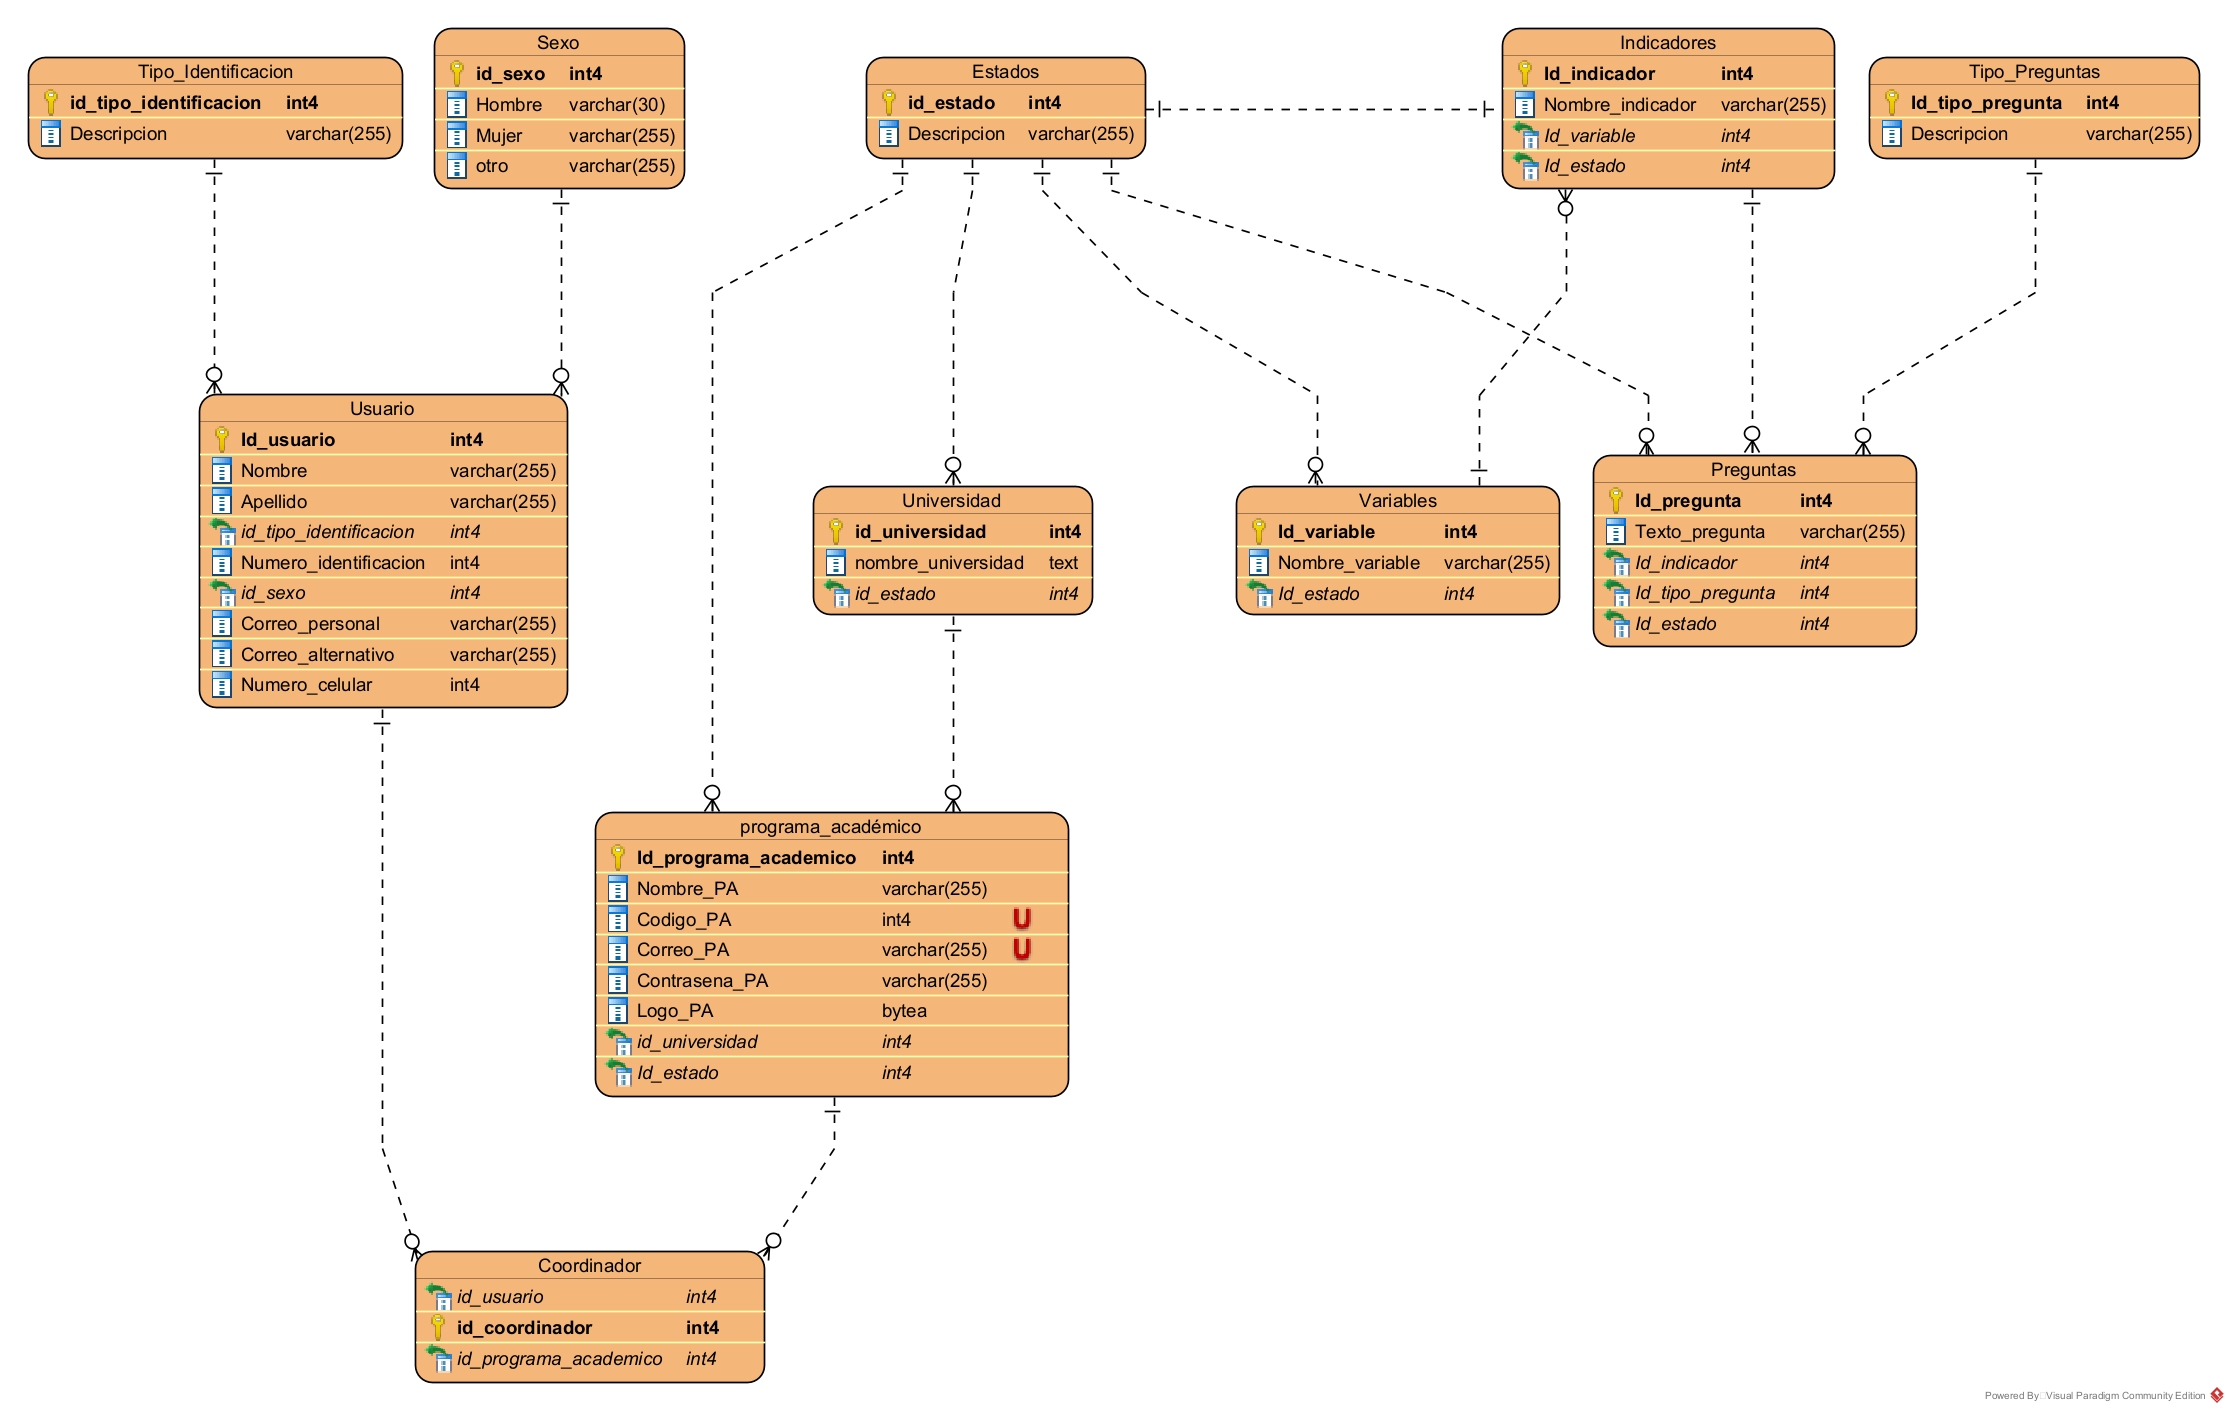 Tipo_Identificacion
id_tipo_identificacion int4
Descripcion varchar(255)
Sexo
id_sexo int4
Hombre varchar(30)
Mujer varchar(255)
otro varchar(255)
Estados
id_estado int4
Descripcion varchar(255)
Indicadores
Id_indicador int4
Nombre_indicador varchar(255)
Id_variable int4
Id_estado int4
Tipo_Preguntas
Id_tipo_pregunta int4
Descripcion varchar(255)
Usuario
Id_usuario int4
Nombre varchar(255)
Apellido varchar(255)
id_tipo_identificacion int4
Numero_identificacion int4
id_sexo int4
Correo_personal varchar(255)
Correo_alternativo varchar(255)
Numero_celular int4
Universidad
id_universidad int4
nombre_universidad text
id_estado int4
Variables
Id_variable int4
Nombre_variable varchar(255)
Id_estado int4
Preguntas
Id_pregunta int4
Texto_pregunta varchar(255)
Id_indicador int4
Id_tipo_pregunta int4
Id_estado int4
programa_académico
Id_programa_academico int4
Nombre_PA varchar(255)
Codigo_PA int4 U
Correo_PA varchar(255) U
Contrasena_PA varchar(255)
Logo_PA bytea
id_universidad int4
Id_estado int4
Coordinador
id_usuario int4
id_coordinador int4
id_programa_academico int4
Powered By Visual Paradigm Community Edition